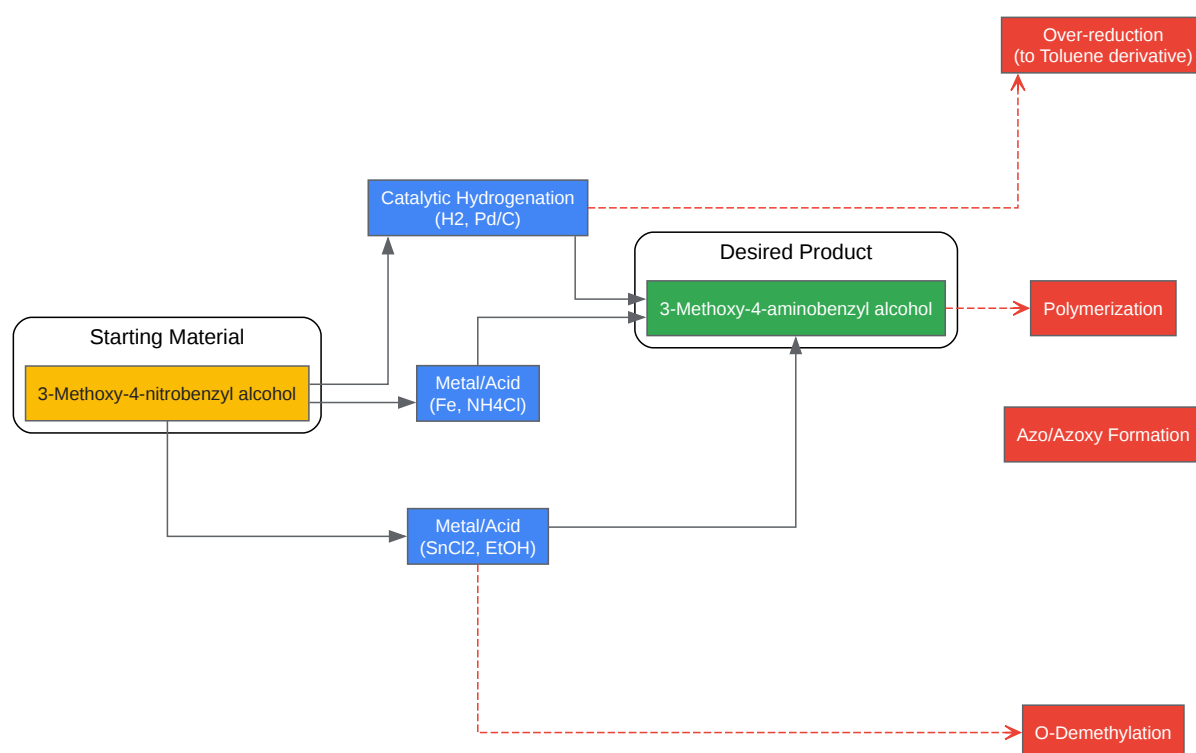 Over-reduction
(to Toluene derivative)
Catalytic Hydrogenation
(H2, Pd/C)
Desired Product
3-Methoxy-4-aminobenzyl alcohol
Polymerization
Starting Material
3-Methoxy-4-nitrobenzyl alcohol
Metal/Acid
(Fe, NH4Cl)
Azo/Azoxy Formation
Metal/Acid
(SnCl2, EtOH)
O-Demethylation